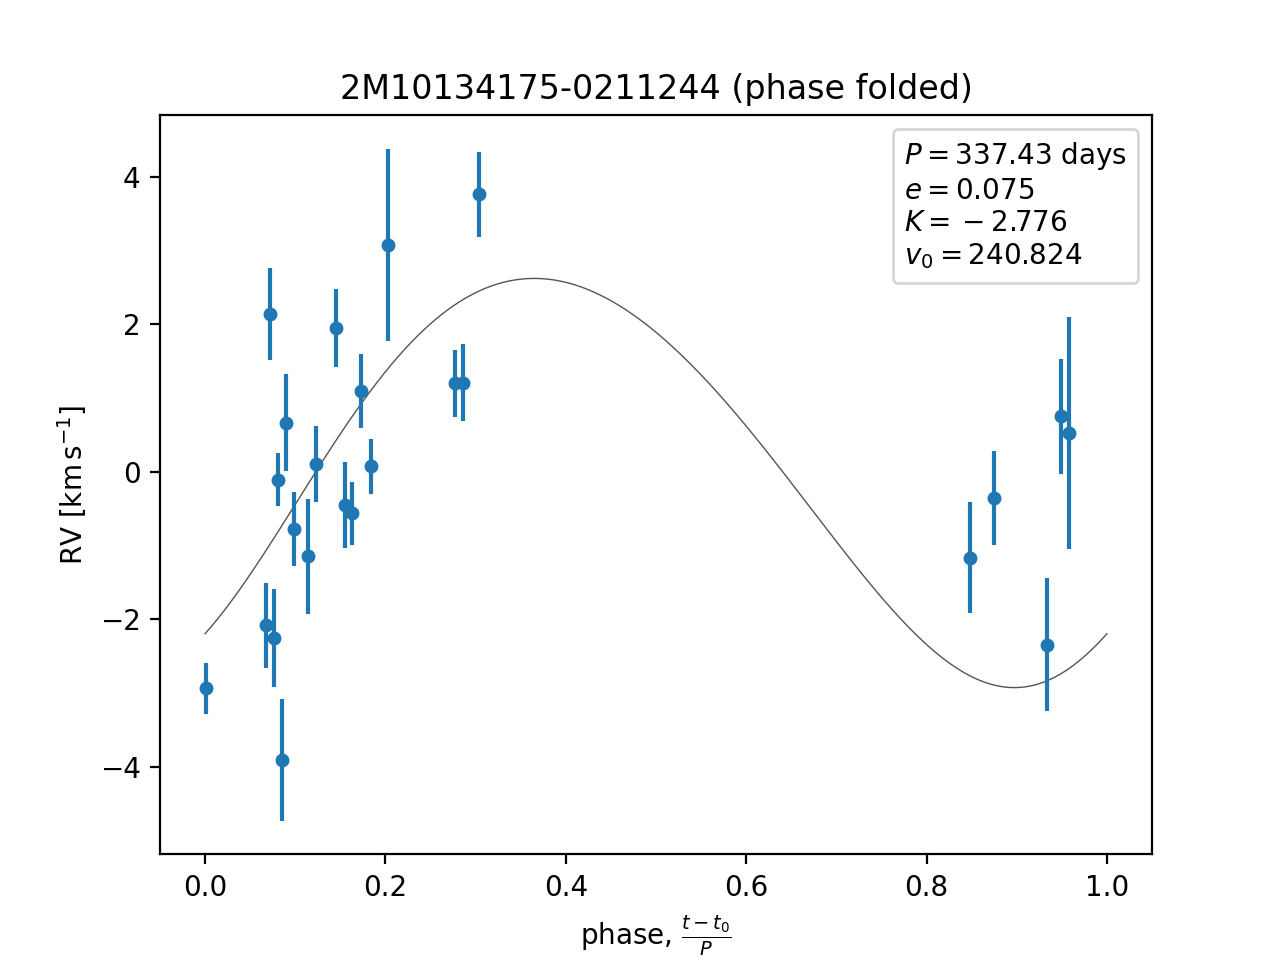 2M10134175-0211244 (phase folded)
P = 337.43 days
e = 0.075
K = −2.776
v₀ = 240.824
RV [km s⁻¹]
4
2
0
−2
−4
0.0 0.2 0.4 0.6 0.8 1.0
phase, (t − t₀)/P